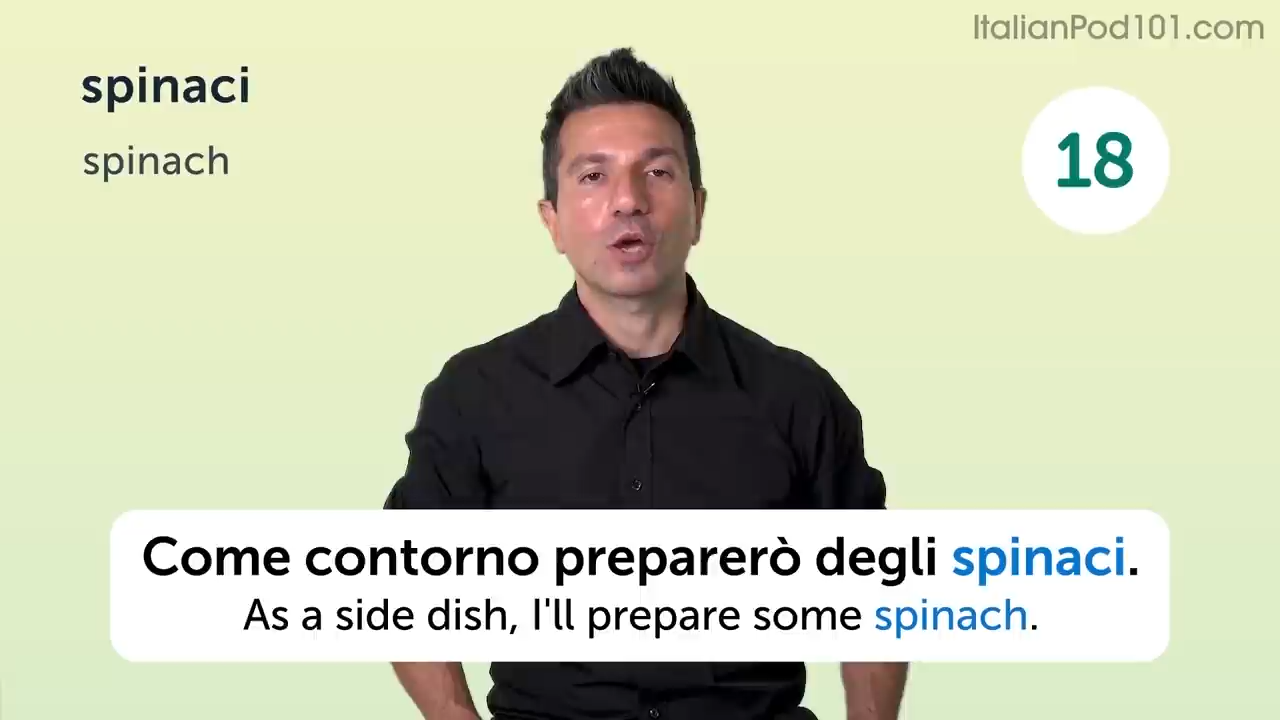 ItalianPod101.com
spinaci
spinach
18
Come contorno preparerò degli spinaci.
As a side dish, I'll prepare some spinach.